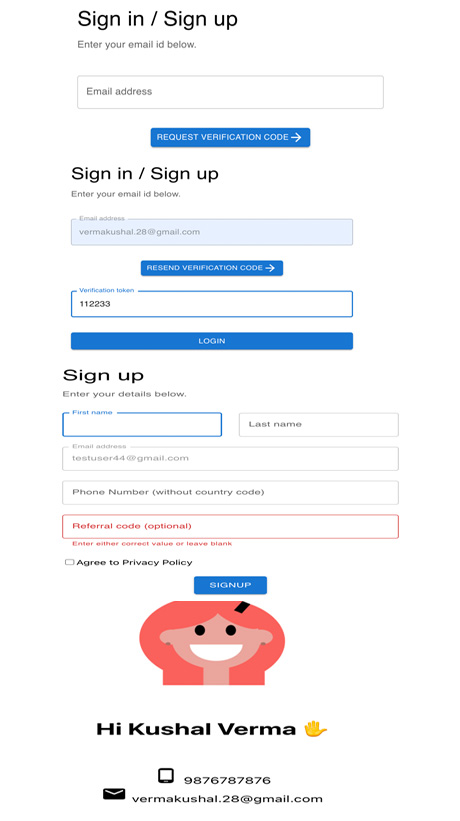 Sign in / Sign up
Enter your email id below.
Email address
REQUEST VERIFICATION CODE
Sign in / Sign up
Enter your email id below.
Email address
vermakushal.28@gmail.com
RESEND VERIFICATION CODE
Verification token
112233
LOGIN
Sign up
Enter your details below.
First name
Last name
Email address
testuser44@gmail.com
Phone Number (without country code)
Referral code (optional)
Enter either correct value or leave blank
Agree to Privacy Policy
SIGNUP
Hi Kushal Verma 🖐
9876787876
vermakushal.28@gmail.com